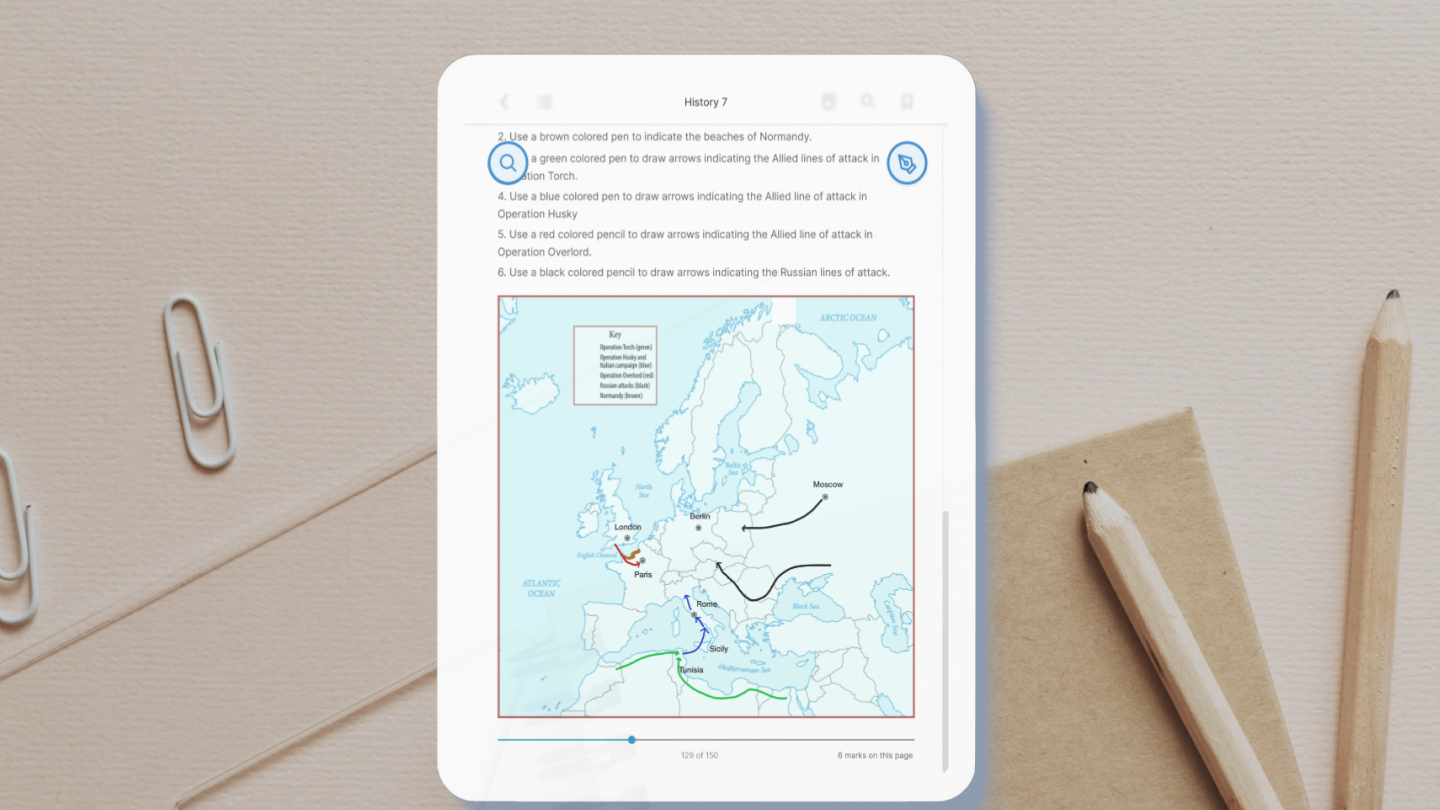 History 7
2. Use a brown colored pen to indicate the beaches of Normandy.
a green colored pen to draw arrows indicating the Allied lines of attack in
ation Torch.
4. Use a blue colored pen to draw arrows indicating the Allied line of attack in
Operation Husky
5. Use a red colored pencil to draw arrows indicating the Allied line of attack in
Operation Overlord.
6. Use a black colored pencil to draw arrows indicating the Russian lines of attack.
ARCTIC OCEAN
Key
Operation Torch (green)
Operation Husky and
Italian campaign (blue)
Operation Overlord (red)
Russian attacks (black)
Normandy (brown)
Baltic
Sea
North
Sea
Moscow
Berlin
London
English Channel
Paris
ATLANTIC
OCEAN
Rome
Black Sea
Caspian Sea
Sicily
Tunisia
Mediterranean Sea
129 of 150
6 marks on this page